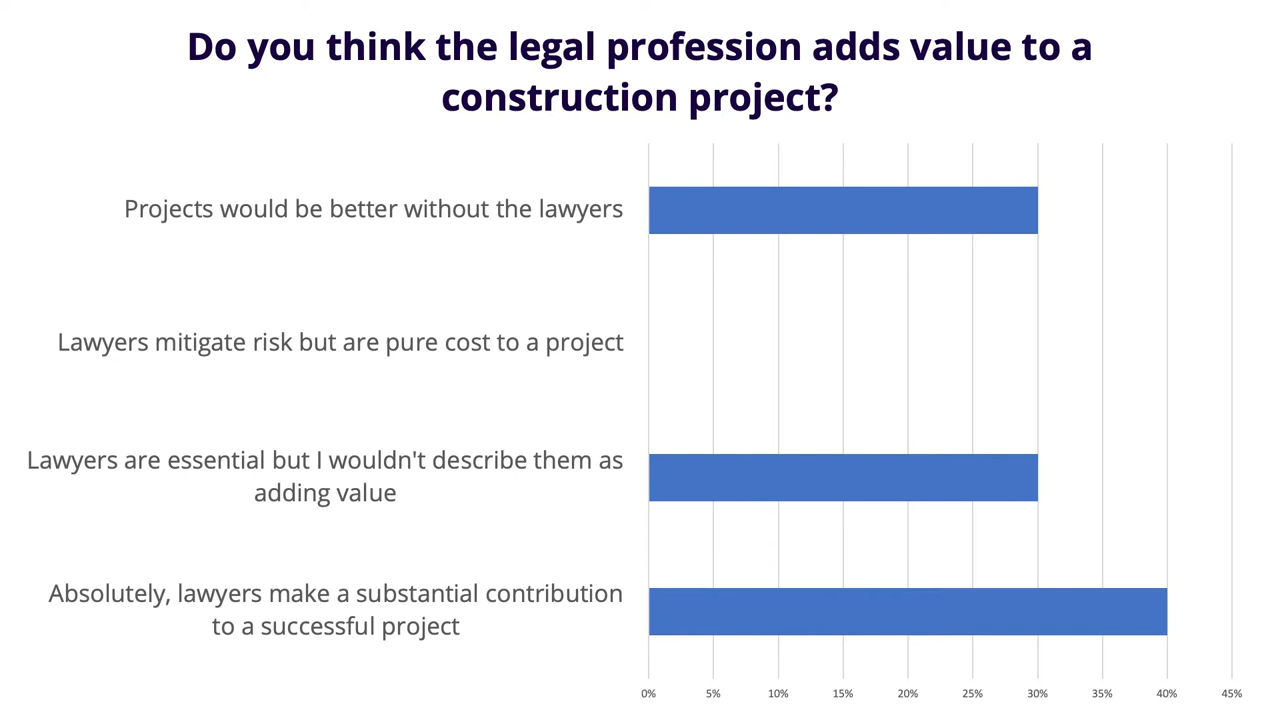 Do you think the legal profession adds value to a
construction project?
Projects would be better without the lawyers
Lawyers mitigate risk but are pure cost to a project
Lawyers are essential but I wouldn't describe them as
adding value
Absolutely, lawyers make a substantial contribution
to a successful project
0% 5% 10% 15% 20% 25% 30% 35% 40% 45%